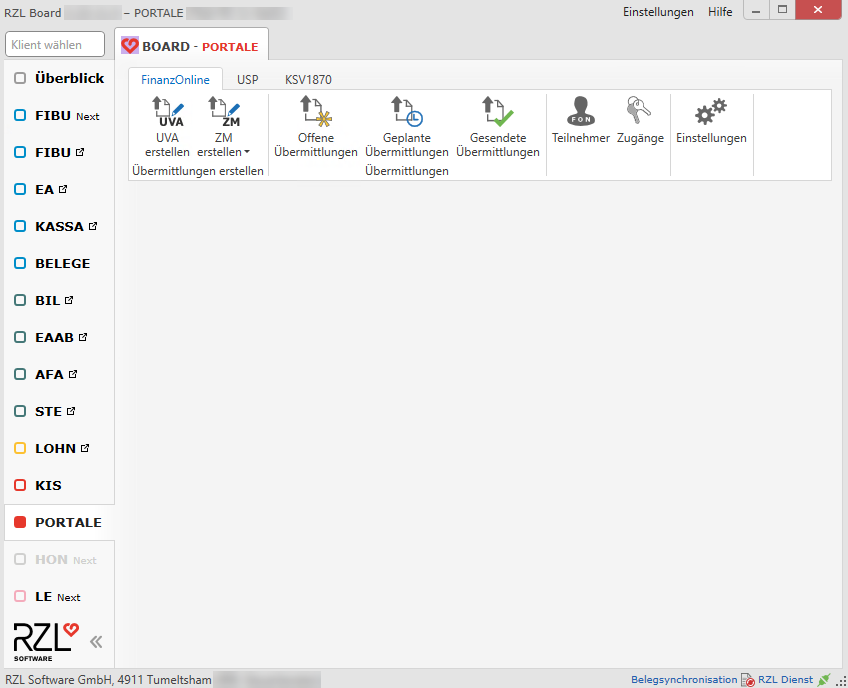 RZL Board – PORTALE
Einstellungen Hilfe
Klient wählen
BOARD - PORTALE
Überblick
FIBU Next
FIBU
EA
KASSA
BELEGE
BIL
EAAB
AFA
STE
LOHN
KIS
PORTALE
HON Next
LE Next
RZL
SOFTWARE
FinanzOnline USP KSV1870
UVA
ZM
FON
UVA
erstellen
ZM
erstellen
Übermittlungen erstellen
Offene
Übermittlungen
Geplante
Übermittlungen
Gesendete
Übermittlungen
Übermittlungen
Teilnehmer
Zugänge
Einstellungen
RZL Software GmbH, 4911 Tumeltsham
Belegsynchronisation RZL Dienst